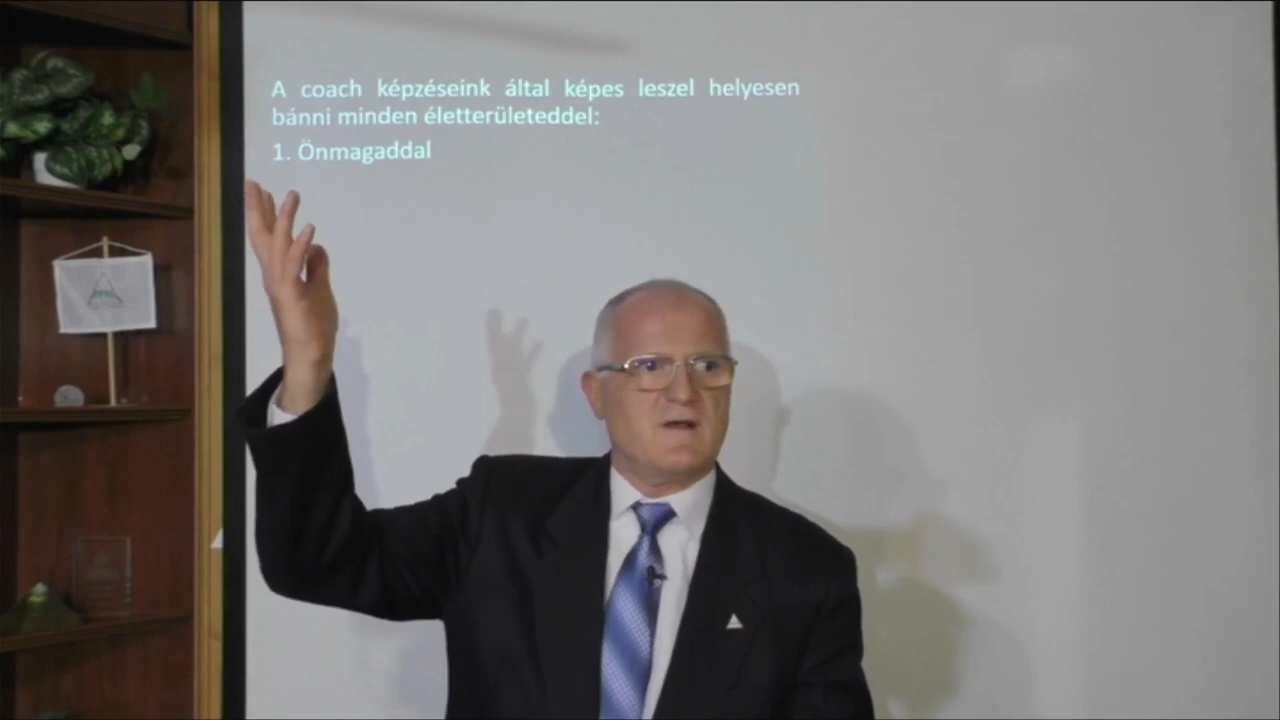 A coach képzéseink által képes leszel helyesen
bánni minden életterületeddel:
1. Önmagaddal